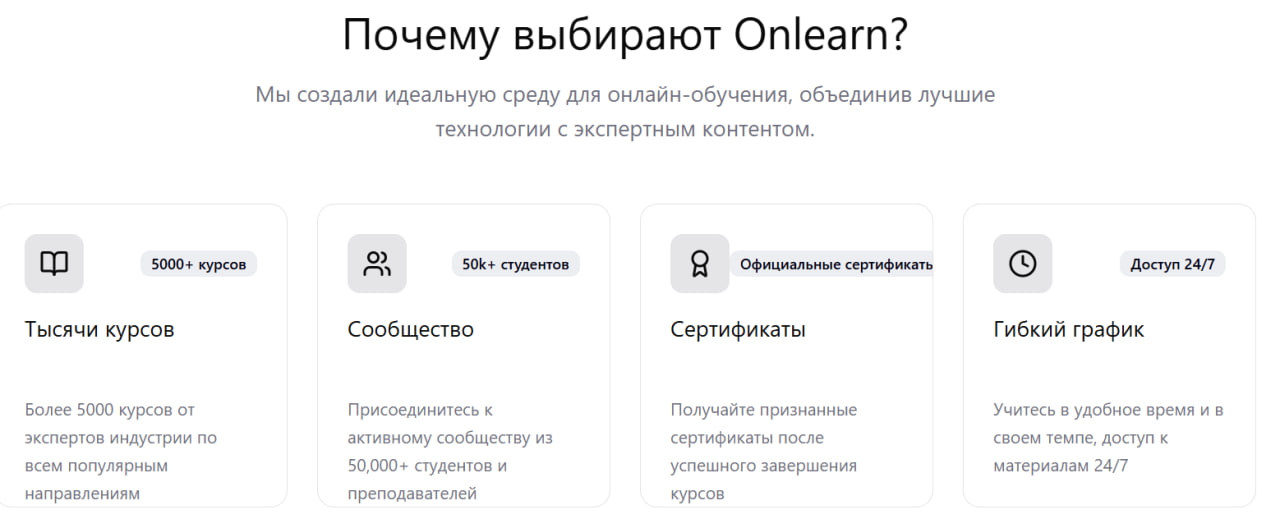 Почему выбирают Onlearn?
Мы создали идеальную среду для онлайн-обучения, объединив лучшие
технологии с экспертным контентом.
5000+ курсов
Тысячи курсов
Более 5000 курсов от
экспертов индустрии по
всем популярным
направлениям
50k+ студентов
Сообщество
Присоединитесь к
активному сообществу из
50,000+ студентов и
преподавателей
Официальные сертификаты
Сертификаты
Получайте признанные
сертификаты после
успешного завершения
курсов
Доступ 24/7
Гибкий график
Учитесь в удобное время и в
своем темпе, доступ к
материалам 24/7